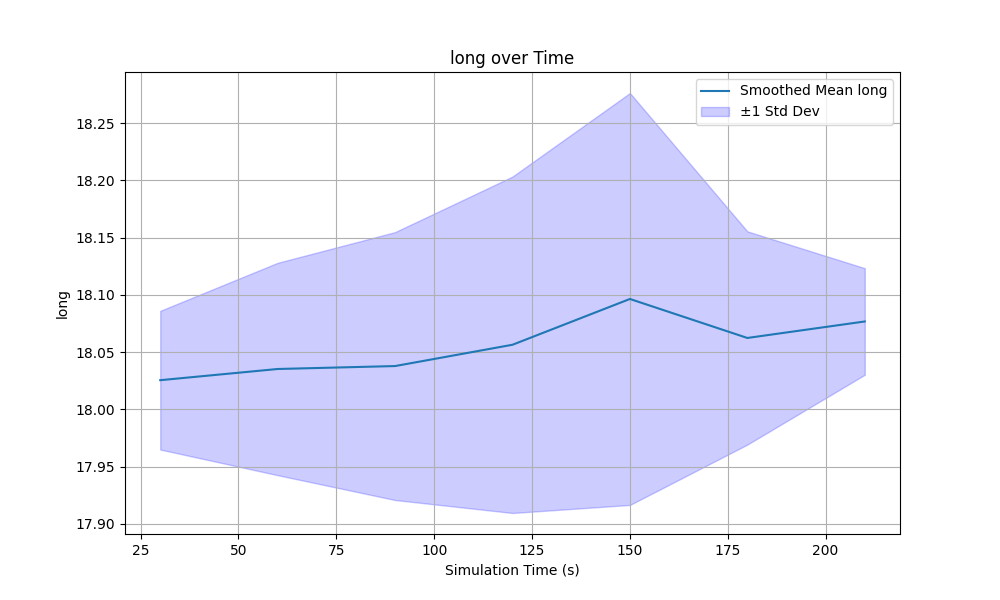 long over Time
Smoothed Mean long
±1 Std Dev
18.25
18.20
18.15
18.10
18.05
18.00
17.95
17.90
long
25 50 75 100 125 150 175 200
Simulation Time (s)